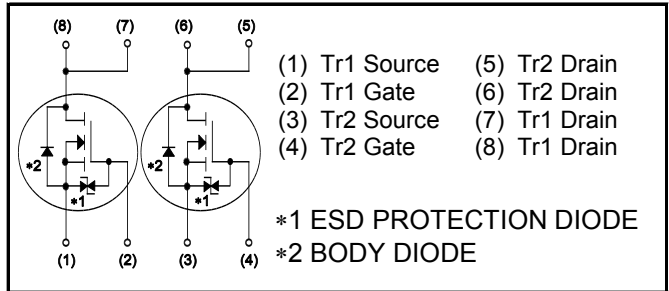 (8) (7) (6) (5)
(1) Tr1 Source (5) Tr2 Drain
(2) Tr1 Gate (6) Tr2 Drain
(3) Tr2 Source (7) Tr1 Drain
(4) Tr2 Gate (8) Tr1 Drain
*2 *2
*1 *1
*1 ESD PROTECTION DIODE
*2 BODY DIODE
(1) (2) (3) (4)